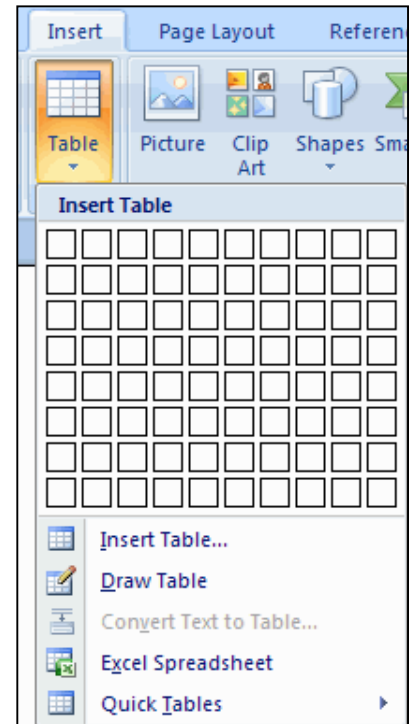 Insert Page Layout
Table Picture Clip Art Shapes
Insert Table
Insert Table...
Draw Table
Convert Text to Table...
Excel Spreadsheet
Quick Tables